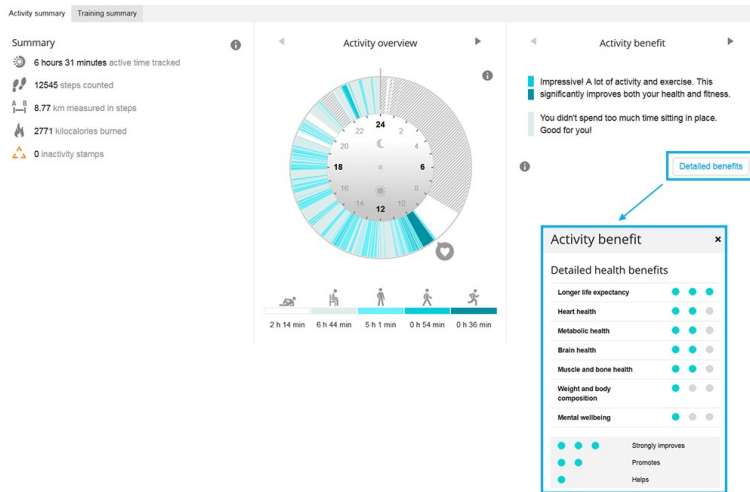 Activity summary
Training summary
Summary
6 hours 31 minutes active time tracked
12545 steps counted
A B
8.77 km measured in steps
2771 kilocalories burned
0 inactivity stamps
Activity overview
24
22 2
20 4
18 6
16 8
14 10
12
2 h 14 min 6 h 44 min 5 h 1 min 0 h 54 min 0 h 36 min
Activity benefit
Impressive! A lot of activity and exercise. This
significantly improves both your health and fitness.
You didn't spend too much time sitting in place.
Good for you!
Detailed benefits
Activity benefit
Detailed health benefits
Longer life expectancy
Heart health
Metabolic health
Brain health
Muscle and bone health
Weight and body
composition
Mental wellbeing
Strongly improves
Promotes
Helps